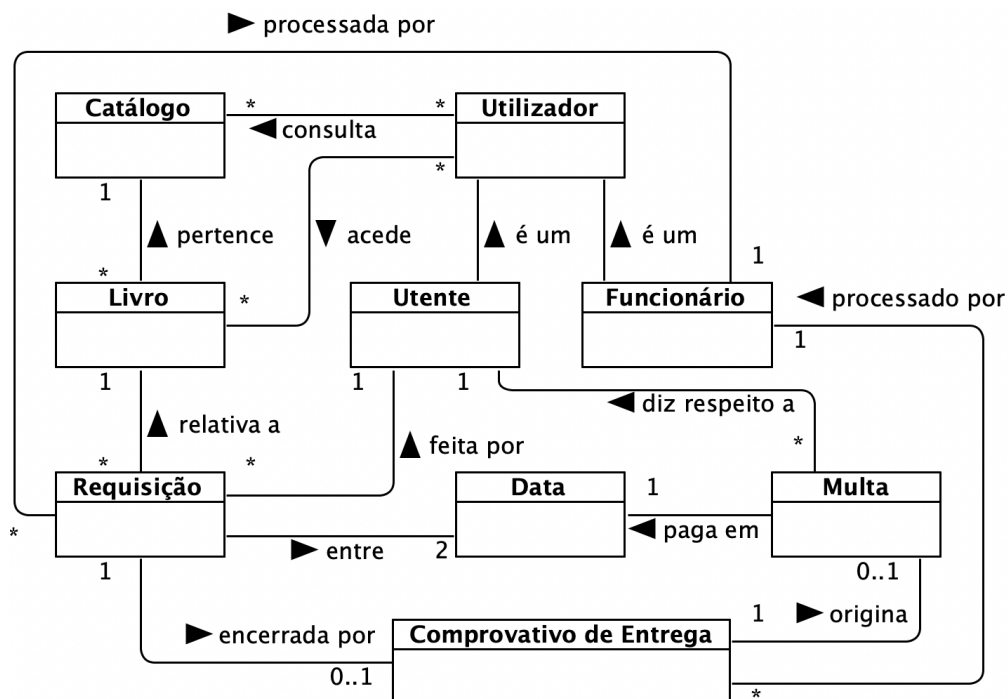 ▶ processada por
Catálogo
*
*
Utilizador
◀ consulta
*
1
▲ pertence
▼ acede
▲ é um
▲ é um
1
*
Livro
*
Utente
Funcionário
◀ processado por
1
1
1
1
◀ diz respeito a
▲ relativa a
*
▲ feita por
*
*
Requisição
Data
1
Multa
*
▶ entre
2
◀ paga em
1
0..1
▶ encerrada por
Comprovativo de Entrega
1
▶ origina
0..1
*